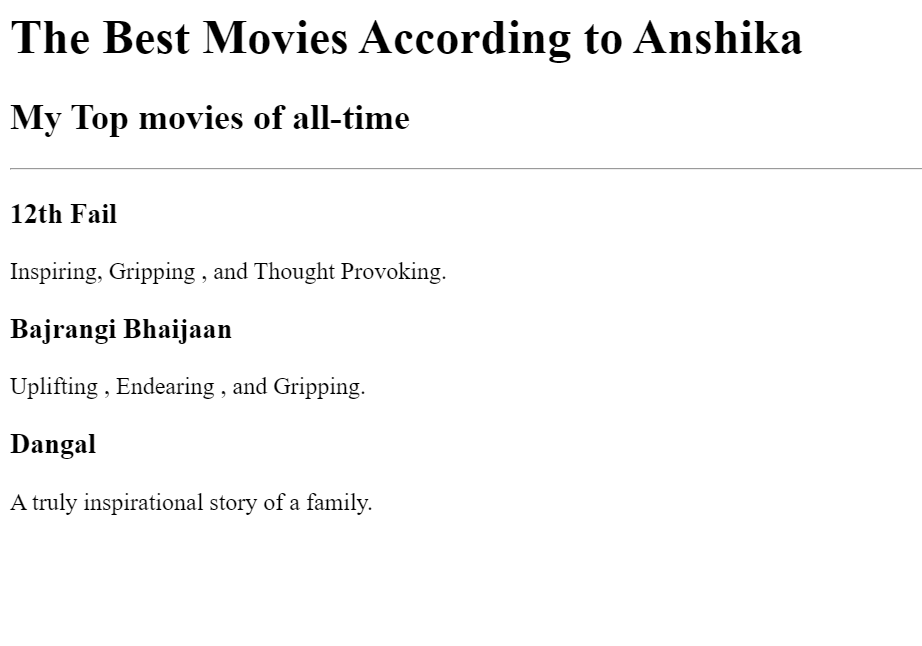 The Best Movies According to Anshika
My Top movies of all-time
12th Fail
Inspiring, Gripping , and Thought Provoking.
Bajrangi Bhaijaan
Uplifting , Endearing , and Gripping.
Dangal
A truly inspirational story of a family.